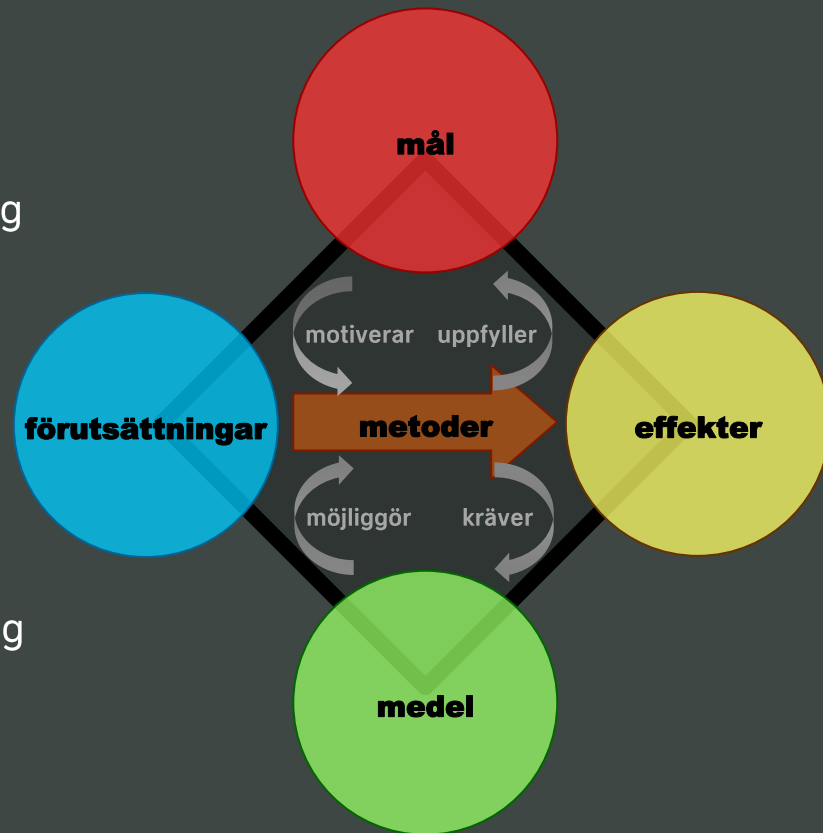 mål
g
motiverar uppfyller
förutsättningar metoder effekter
möjliggör kräver
g
medel